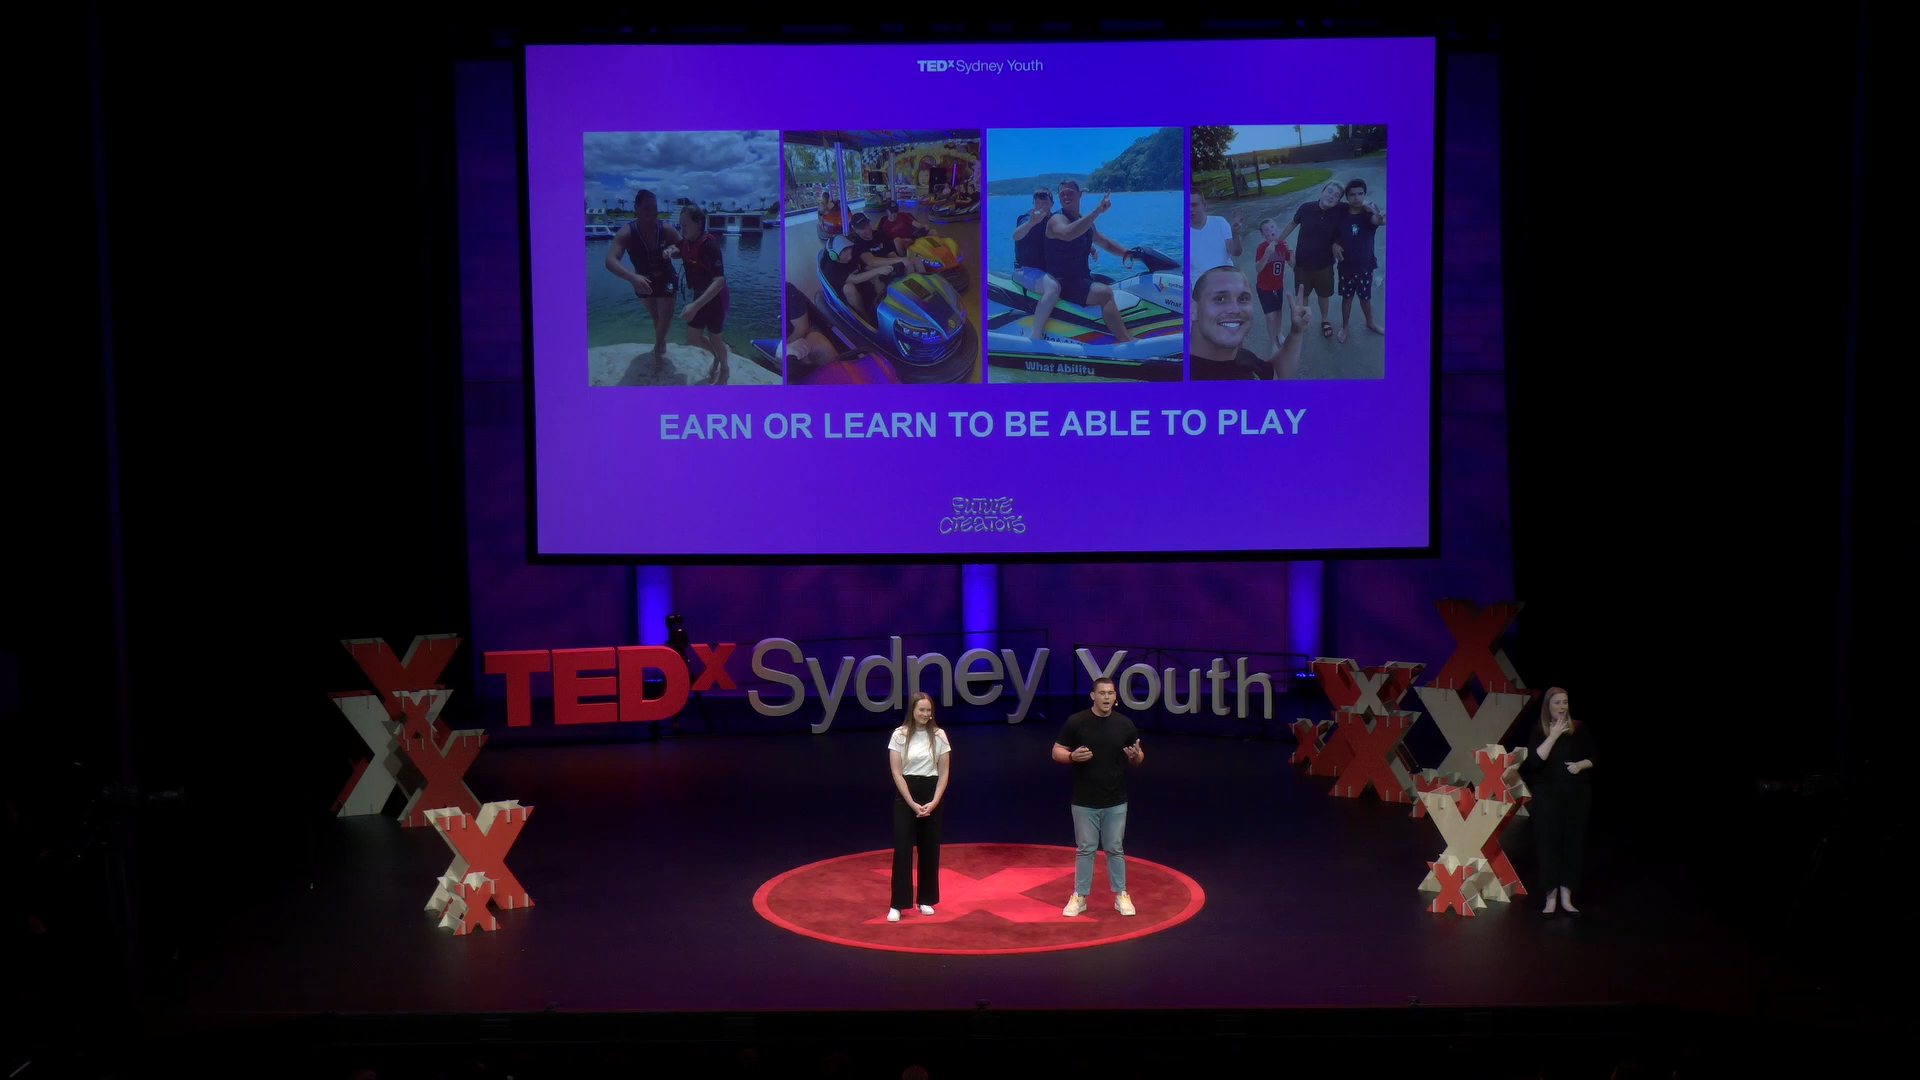 TEDx Sydney Youth
What Ability
EARN OR LEARN TO BE ABLE TO PLAY
FUTURE
CREATORS
TEDx Sydney Youth